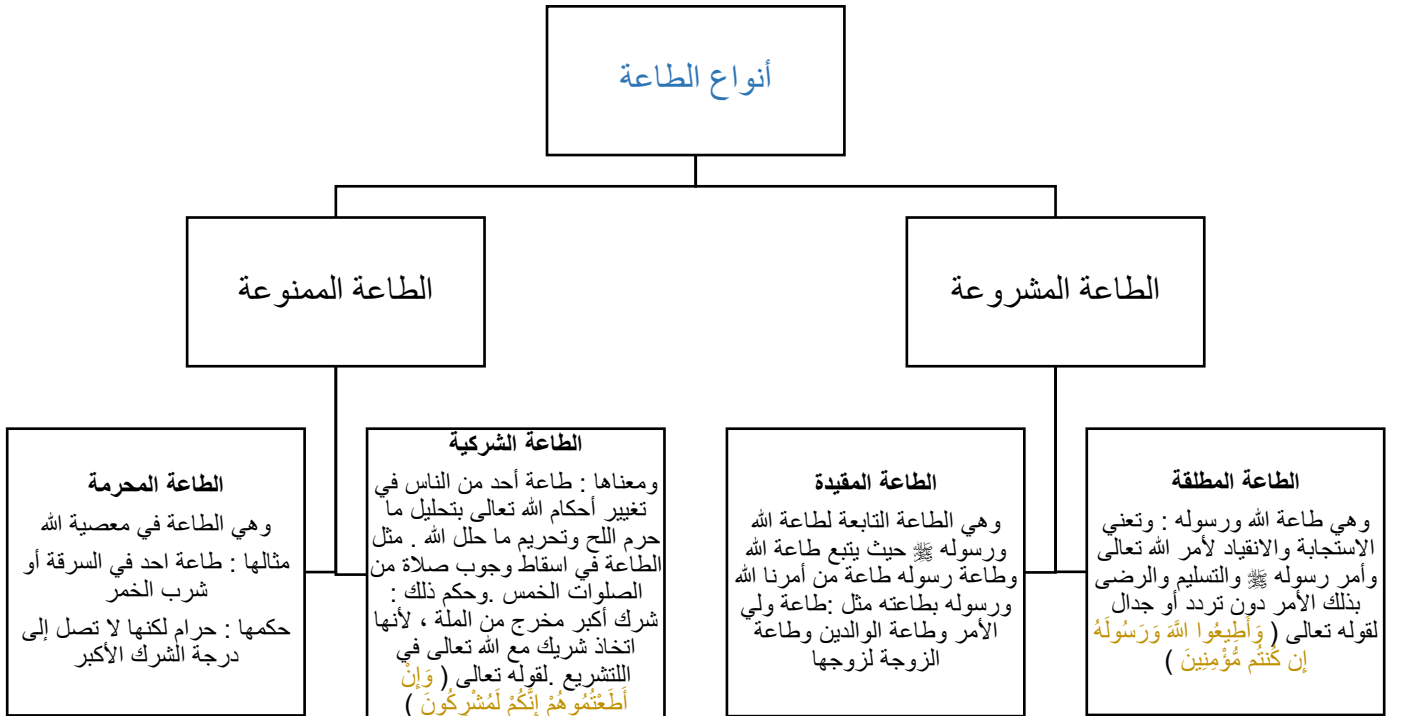 أنواع الطاعة
الطاعة المشروعة
الطاعة الممنوعة
الطاعة المطلقة
وهي طاعة الله ورسوله : وتعني
الاستجابة والانقياد لأمر الله تعالى
وأمر رسوله ﷺ والتسليم والرضى
بذلك الأمر دون تردد أو جدال
لقوله تعالى ( وَأَطِيعُوا اللَّهَ وَرَسُولَهُ
إِن كُنتُم مُّؤْمِنِينَ )
الطاعة المقيدة
وهي الطاعة التابعة لطاعة الله
ورسوله ﷺ حيث يتبع طاعة الله
وطاعة رسوله طاعة من أمرنا الله
ورسوله بطاعته مثل :طاعة ولي
الأمر وطاعة الوالدين وطاعة
الزوجة لزوجها
الطاعة الشركية
ومعناها : طاعة أحد من الناس في
تغيير أحكام الله تعالى بتحليل ما
حرم اللح وتحريم ما حلل الله . مثل
الطاعة في اسقاط وجوب صلاة من
الصلوات الخمس .وحكم ذلك :
شرك أكبر مخرج من الملة ، لأنها
اتخاذ شريك مع الله تعالى في
اللتشريع .لقوله تعالى ( وَإِنْ
أَطَعْتُمُوهُمْ إِنَّكُمْ لَمُشْرِكُونَ )
الطاعة المحرمة
وهي الطاعة في معصية الله
مثالها : طاعة احد في السرقة أو
شرب الخمر
حكمها : حرام لكنها لا تصل إلى
درجة الشرك الأكبر